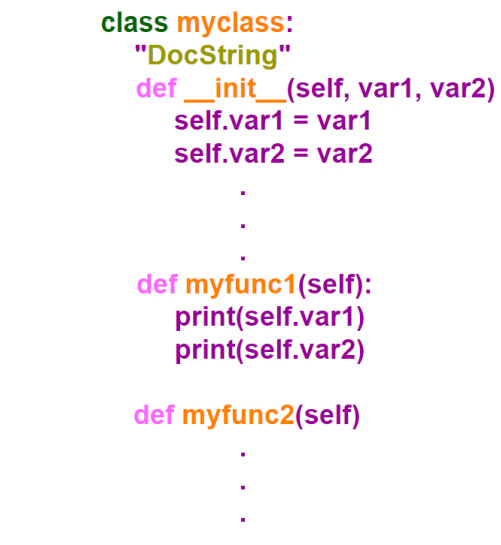 class myclass:
"DocString"
def __init__(self, var1, var2)
self.var1 = var1
self.var2 = var2
.
.
.
def myfunc1(self):
print(self.var1)
print(self.var2)
def myfunc2(self)
.
.
.